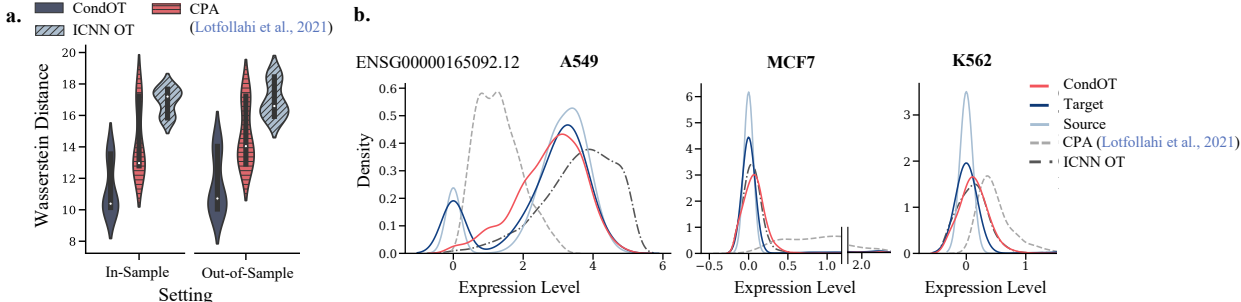 a.
CondOT
CPA
ICNN OT
(Lotfollahi et al., 2021)
Wasserstein Distance
20
18
16
14
12
10
8
In-Sample
Out-of-Sample
Setting
b.
ENSG00000165092.12
A549
Density
0.6
0.5
0.4
0.3
0.2
0.1
0.0
0
2
4
6
Expression Level
MCF7
6
5
4
3
2
1
0
−0.5
0.0
0.5
1.0
2.0
Expression Level
K562
3
2
1
0
0
1
Expression Level
CondOT
Target
Source
CPA (Lotfollahi et al., 2021)
ICNN OT